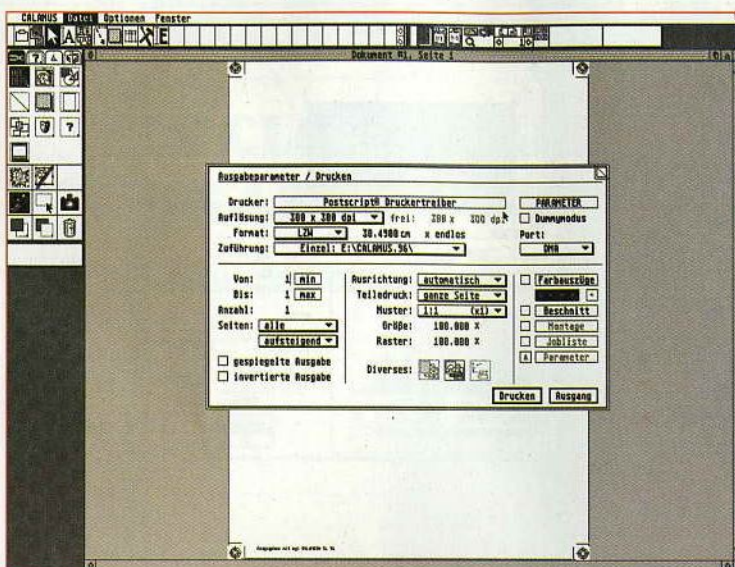 CALAMUS Datei Optionen Fenster
Dokument #1, Seite 1
Ausgabeparameter / Drucken
Drucker: Postscript® Druckertreiber
PARAMETER
Auflösung: 300 x 300 dpi frei: 300 x 300 dpi
Dummymodus
Format: LZW 30.4900 cm x endlos
Port:
Zuführung: Einzel: E:\CALAMUS.96\
DMA
Von: 1 min
Bis: 1 max
Anzahl: 1
Seiten: alle
aufsteigend
gespiegelte Ausgabe
invertierte Ausgabe
Ausrichtung: automatisch
Teiledruck: ganze Seite
Muster: 1:1 (x1)
Größe: 100.000 %
Raster: 100.000 %
Diverses:
Farbauszüge
Beschnitt
Montage
Jobliste
Parameter
Drucken Ausgang